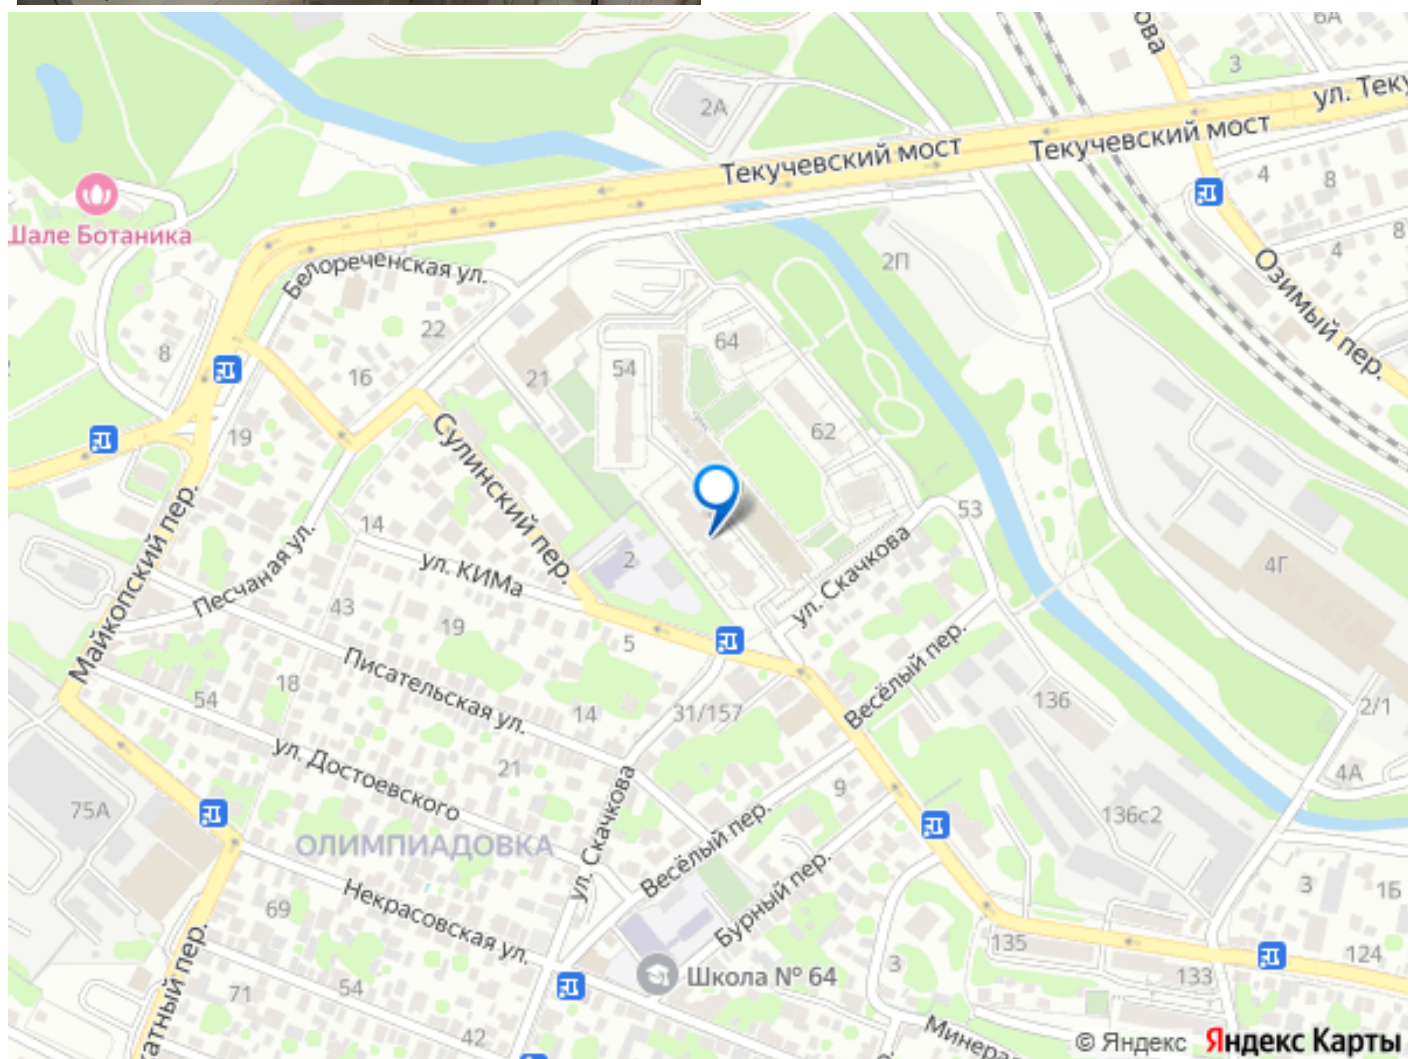 6А
3
2А
ул. Теку
Текучевский мост
Текучевский мост
4
8
Шале Ботаника
8
4
2П
Белореченская ул.
Озимый пер.
22
64
8
54
16
21
62
19
Сулинский пер.
53
14
ул. Скачкова
4Г
2
ул. КИМа
Песчаная ул.
Майкопский пер.
43
19
5
Весёлый пер.
Писательская ул.
18
54
136
2/1
14
31/157
ул. Достоевского
21
4А
9
75А
136с2
ул. Скачкова
Весёлый пер.
ОЛИМПИАДОВКА
Бурный пер.
3
1Б
Некрасовская ул.
69
135
124
3
Школа № 64
133
71
54
42
© Яндекс Яндекс Карты